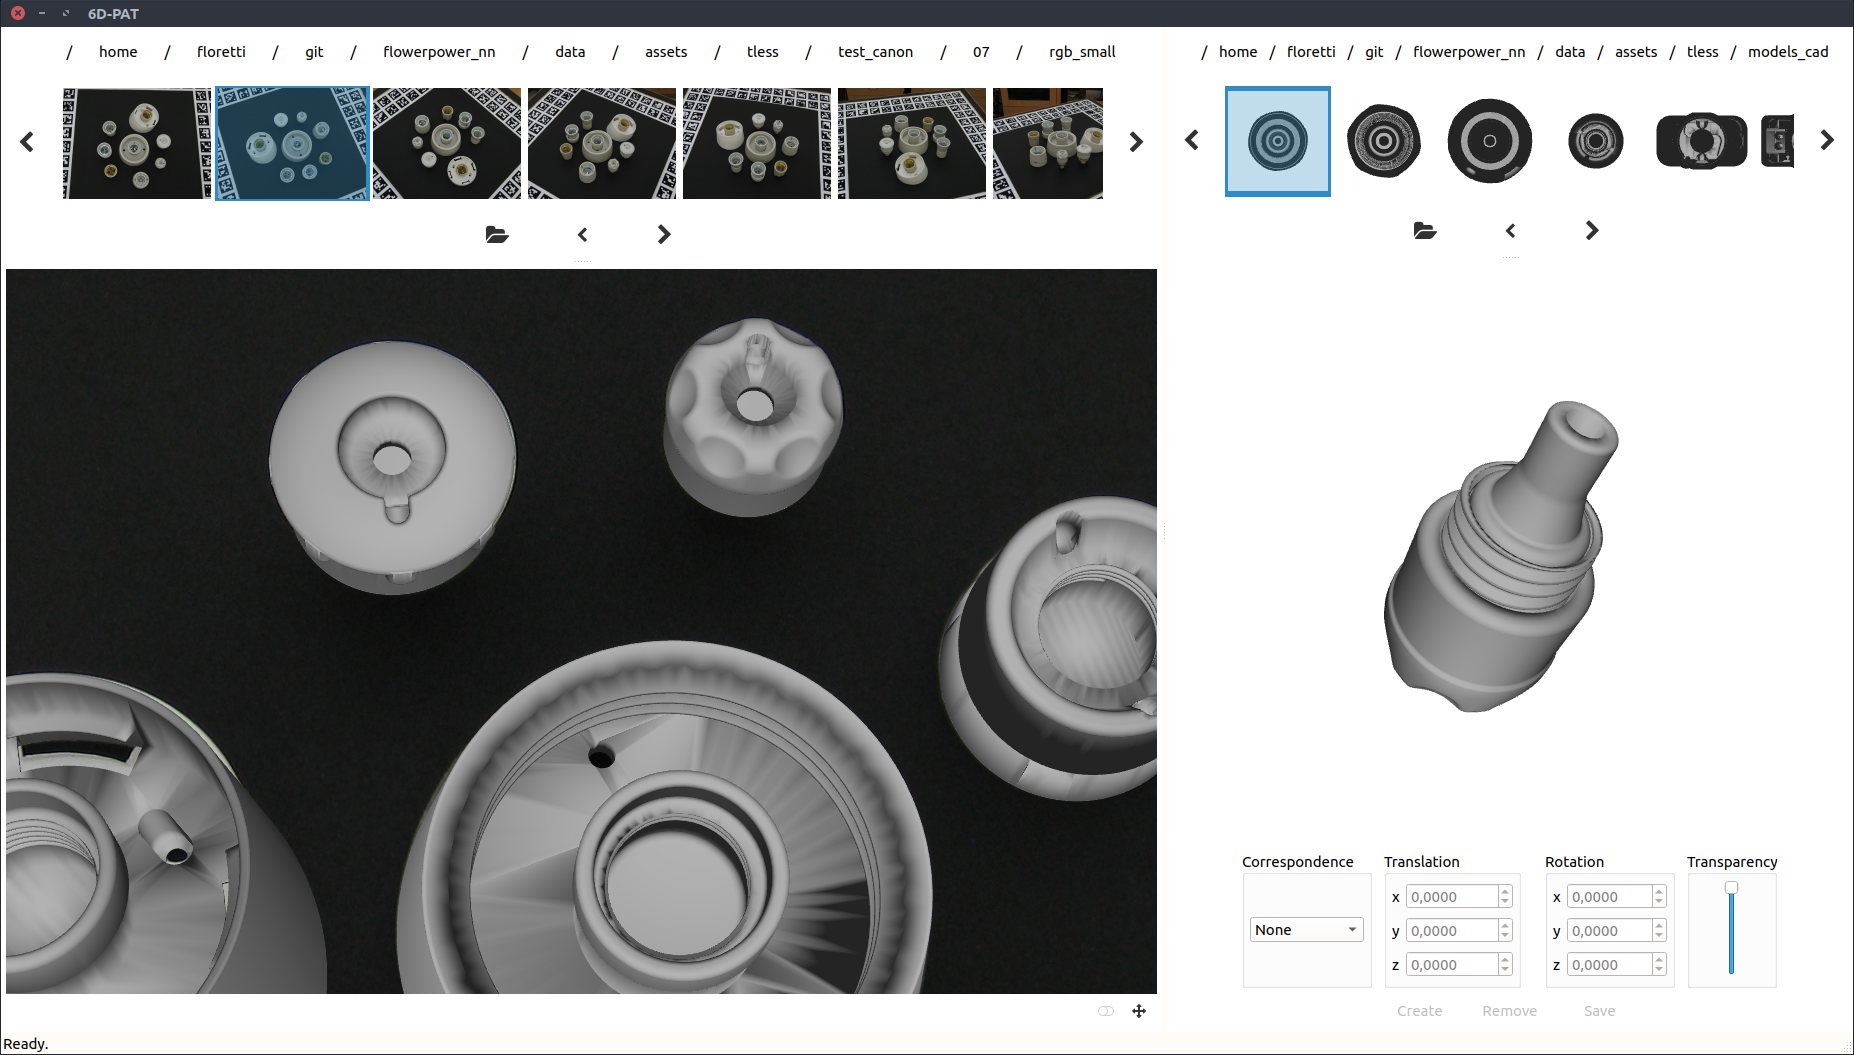 6D-PAT
/ home / floretti / git / flowerpower_nn / data / assets / tless / test_canon / 07 / rgb_small
/ home / floretti / git / flowerpower_nn / data / assets / tless / models_cad
Correspondence Translation Rotation Transparency
x 0,0000 x 0,0000
None y 0,0000 y 0,0000
z 0,0000 z 0,0000
Create Remove Save
Ready.